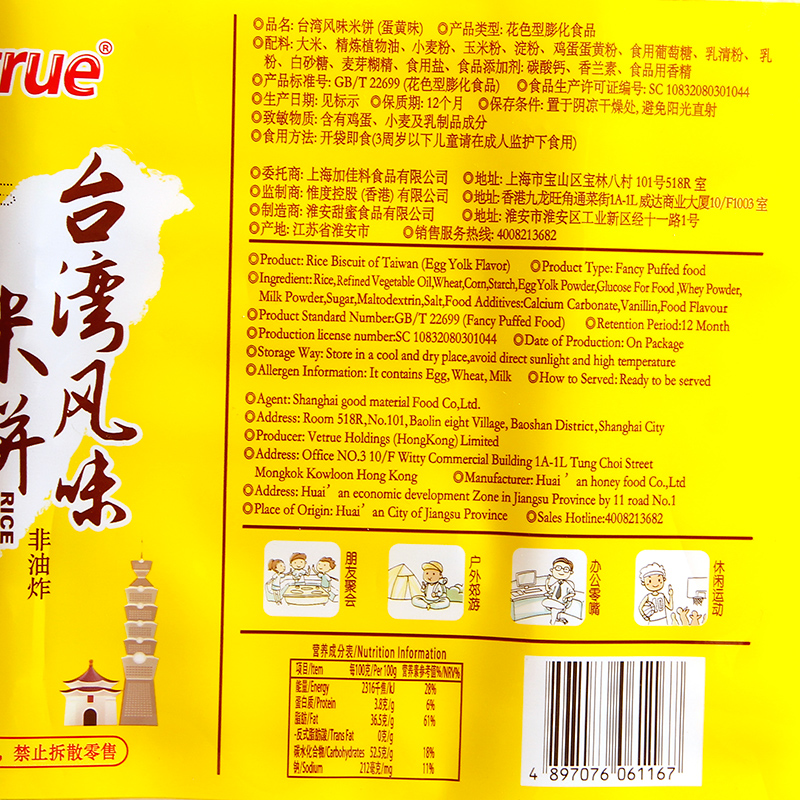 rue®
台湾风味
米饼
RICE
非油炸
，禁止拆散零售
◎品名: 台湾风味米饼 (蛋黄味) ◎产品类型: 花色型膨化食品
◎配料: 大米、精炼植物油、小麦粉、玉米粉、淀粉、鸡蛋蛋黄粉、食用葡萄糖、乳清粉、乳
粉、白砂糖、麦芽糊精、食用盐、食品添加剂: 碳酸钙、香兰素、食品用香精
◎产品标准号: GB/T 22699 (花色型膨化食品) ◎食品生产许可证编号: SC 10832080301044
◎生产日期: 见标示 ◎保质期: 12个月 ◎保存条件: 置于阴凉干燥处, 避免阳光直射
◎致敏物质: 含有鸡蛋、小麦及乳制品成分
◎食用方法: 开袋即食(3周岁以下儿童请在成人监护下食用)
◎委托商: 上海加佳料食品有限公司 ◎地址: 上海市宝山区宝林八村 101号518R 室
◎监制商: 惟度控股 (香港) 有限公司 ◎地址: 香港九龙旺角通菜街1A-1L 威达商业大厦10/F1003 室
◎制造商: 淮安甜蜜食品有限公司 ◎地址: 淮安市淮安区工业新区经十一路1号
◎产地: 江苏省淮安市 ◎销售服务热线: 4008213682
◎Product: Rice Biscuit of Taiwan (Egg Yolk Flavor) ◎Product Type: Fancy Puffed food
◎Ingredient: Rice,Refined Vegetable Oil,Wheat,Corn,Starch,Egg Yolk Powder,Glucose For Food ,Whey Powder,
Milk Powder,Sugar,Maltodextrin,Salt,Food Additives:Calcium Carbonate,Vanillin,Food Flavour
◎Product Standard Number:GB/T 22699 (Fancy Puffed Food) ◎Retention Period:12 Month
◎Production license number:SC 10832080301044 ◎Date of Production: On Package
◎Storage Way: Store in a cool and dry place,avoid direct sunlight and high temperature
◎Allergen Information: It contains Egg, Wheat, Milk ◎How to Served: Ready to be served
◎Agent: Shanghai good material Food Co,Ltd.
◎Address: Room 518R,No.101, Baolin eight Village, Baoshan District,Shanghai City
◎Producer: Vetrue Holdings (HongKong) Limited
◎Address: Office NO.3 10/F Witty Commercial Building 1A-1L Tung Choi Street
Mongkok Kowloon Hong Kong ◎Manufacturer: Huai ’ an honey food Co.,Ltd
◎Address: Huai’ an economic development Zone in Jiangsu Province by 11 road No.1
◎Place of Origin: Huai’ an City of Jiangsu Province ◎Sales Hotline:4008213682
朋友聚会
户外郊游
办公零嘴
休闲运动
营养成分表/Nutrition Information
项目/Item 每100克/Per 100g 营养素参考值%/NRV%
能量/Energy 2316千焦/kJ 28%
蛋白质/Protein 3.8克/g 6%
脂肪/Fat 36.5克/g 61%
-反式脂肪酸/Trans Fat 0克/g
碳水化合物/Carbohydrates 52.5克/g 18%
钠/Sodium 212毫克/mg 11%
4 897076 061167